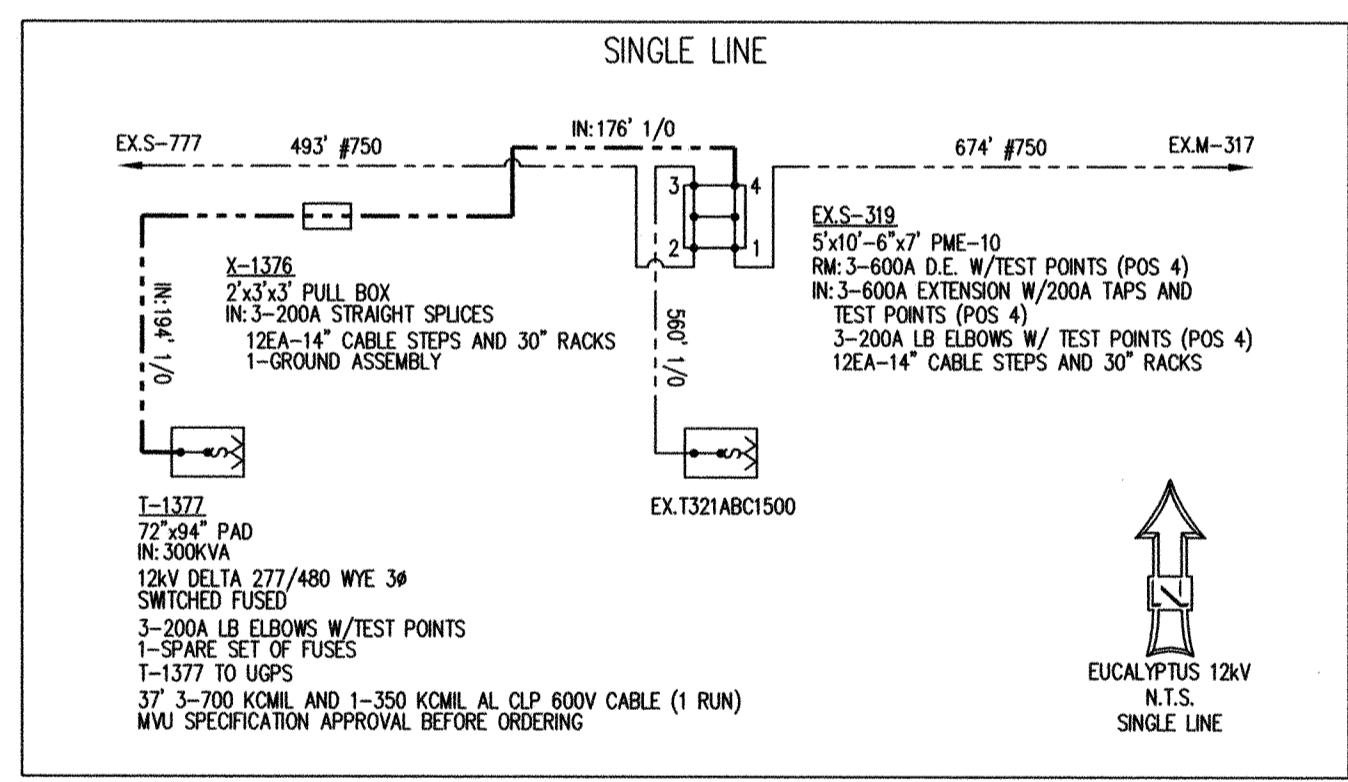 SINGLE LINE
EX.S-777
493' #750
IN:176' 1/0
674' #750
EX.M-317
3
4
2
1
EX.S-319
5'x10'-6"x7' PME-10
RM: 3-600A D.E. W/TEST POINTS (POS 4)
IN: 3-600A EXTENSION W/200A TAPS AND
TEST POINTS (POS 4)
3-200A LB ELBOWS W/ TEST POINTS (POS 4)
12EA-14" CABLE STEPS AND 30" RACKS
X-1376
2'x3'x3' PULL BOX
IN: 3-200A STRAIGHT SPLICES
12EA-14" CABLE STEPS AND 30" RACKS
1-GROUND ASSEMBLY
IN:194' 1/0
560' 1/0
S
S
EX.T321ABC1500
T-1377
72"x94" PAD
IN: 300KVA
12kV DELTA 277/480 WYE 3ø
SWITCHED FUSED
3-200A LB ELBOWS W/TEST POINTS
1-SPARE SET OF FUSES
T-1377 TO UGPS
37' 3-700 KCMIL AND 1-350 KCMIL AL CLP 600V CABLE (1 RUN)
MVU SPECIFICATION APPROVAL BEFORE ORDERING
EUCALYPTUS 12kV
N.T.S.
SINGLE LINE